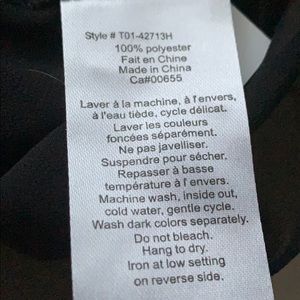 Style # T01-42713H
100% polyester
Fait en Chine
Made in China
Ca#00655
Laver à la machine, à l'envers,
à l'eau tiède, cycle délicat.
Laver les couleurs
foncées séparément.
Ne pas javelliser.
Suspendre pour sécher.
Repasser à basse
température à l'envers.
Machine wash, inside out,
cold water, gentle cycle.
Wash dark colors separately.
Do not bleach.
Hang to dry.
Iron at low setting
on reverse side.